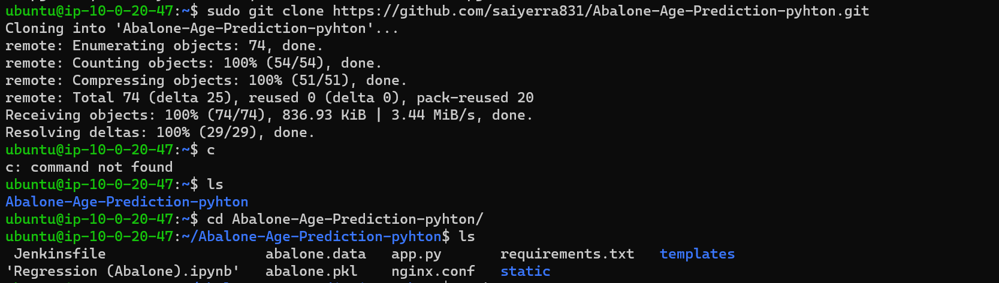 ubuntu@ip-10-0-20-47:~$ sudo git clone https://github.com/saiyerra831/Abalone-Age-Prediction-pyhton.git
Cloning into 'Abalone-Age-Prediction-pyhton'...
remote: Enumerating objects: 74, done.
remote: Counting objects: 100% (54/54), done.
remote: Compressing objects: 100% (51/51), done.
remote: Total 74 (delta 25), reused 0 (delta 0), pack-reused 20
Receiving objects: 100% (74/74), 836.93 KiB | 3.44 MiB/s, done.
Resolving deltas: 100% (29/29), done.
ubuntu@ip-10-0-20-47:~$ c
c: command not found
ubuntu@ip-10-0-20-47:~$ ls
Abalone-Age-Prediction-pyhton
ubuntu@ip-10-0-20-47:~$ cd Abalone-Age-Prediction-pyhton/
ubuntu@ip-10-0-20-47:~/Abalone-Age-Prediction-pyhton$ ls
Jenkinsfile abalone.data app.py requirements.txt templates
'Regression (Abalone).ipynb' abalone.pkl nginx.conf static